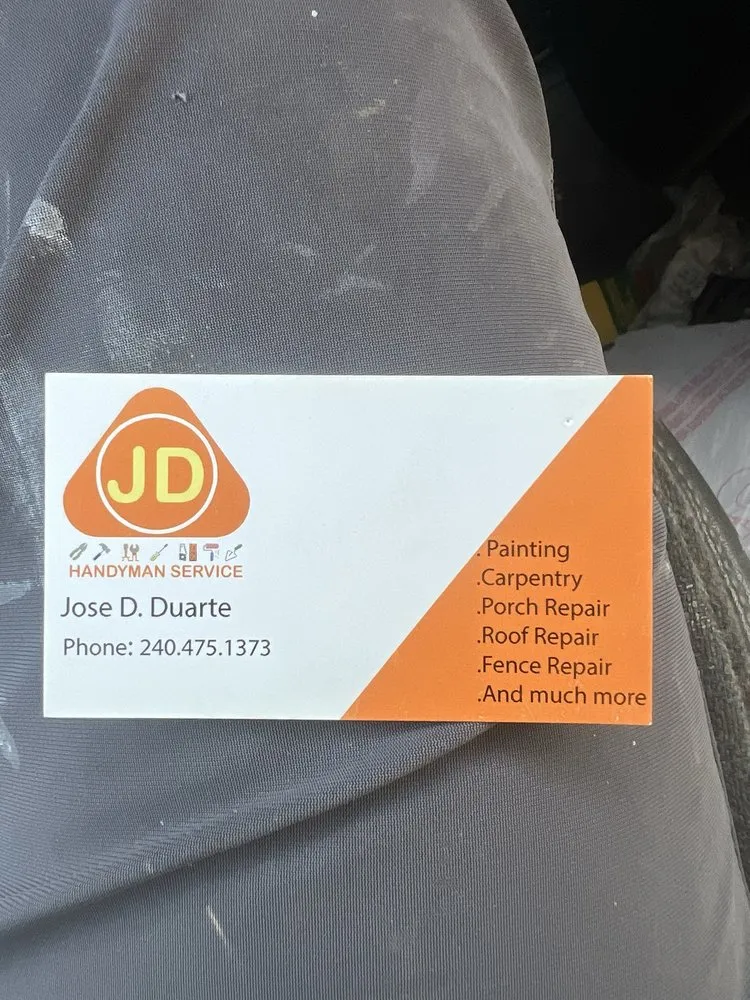 JD
HANDYMAN SERVICE
Jose D. Duarte
Phone: 240.475.1373
. Painting
.Carpentry
.Porch Repair
.Roof Repair
.Fence Repair
.And much more